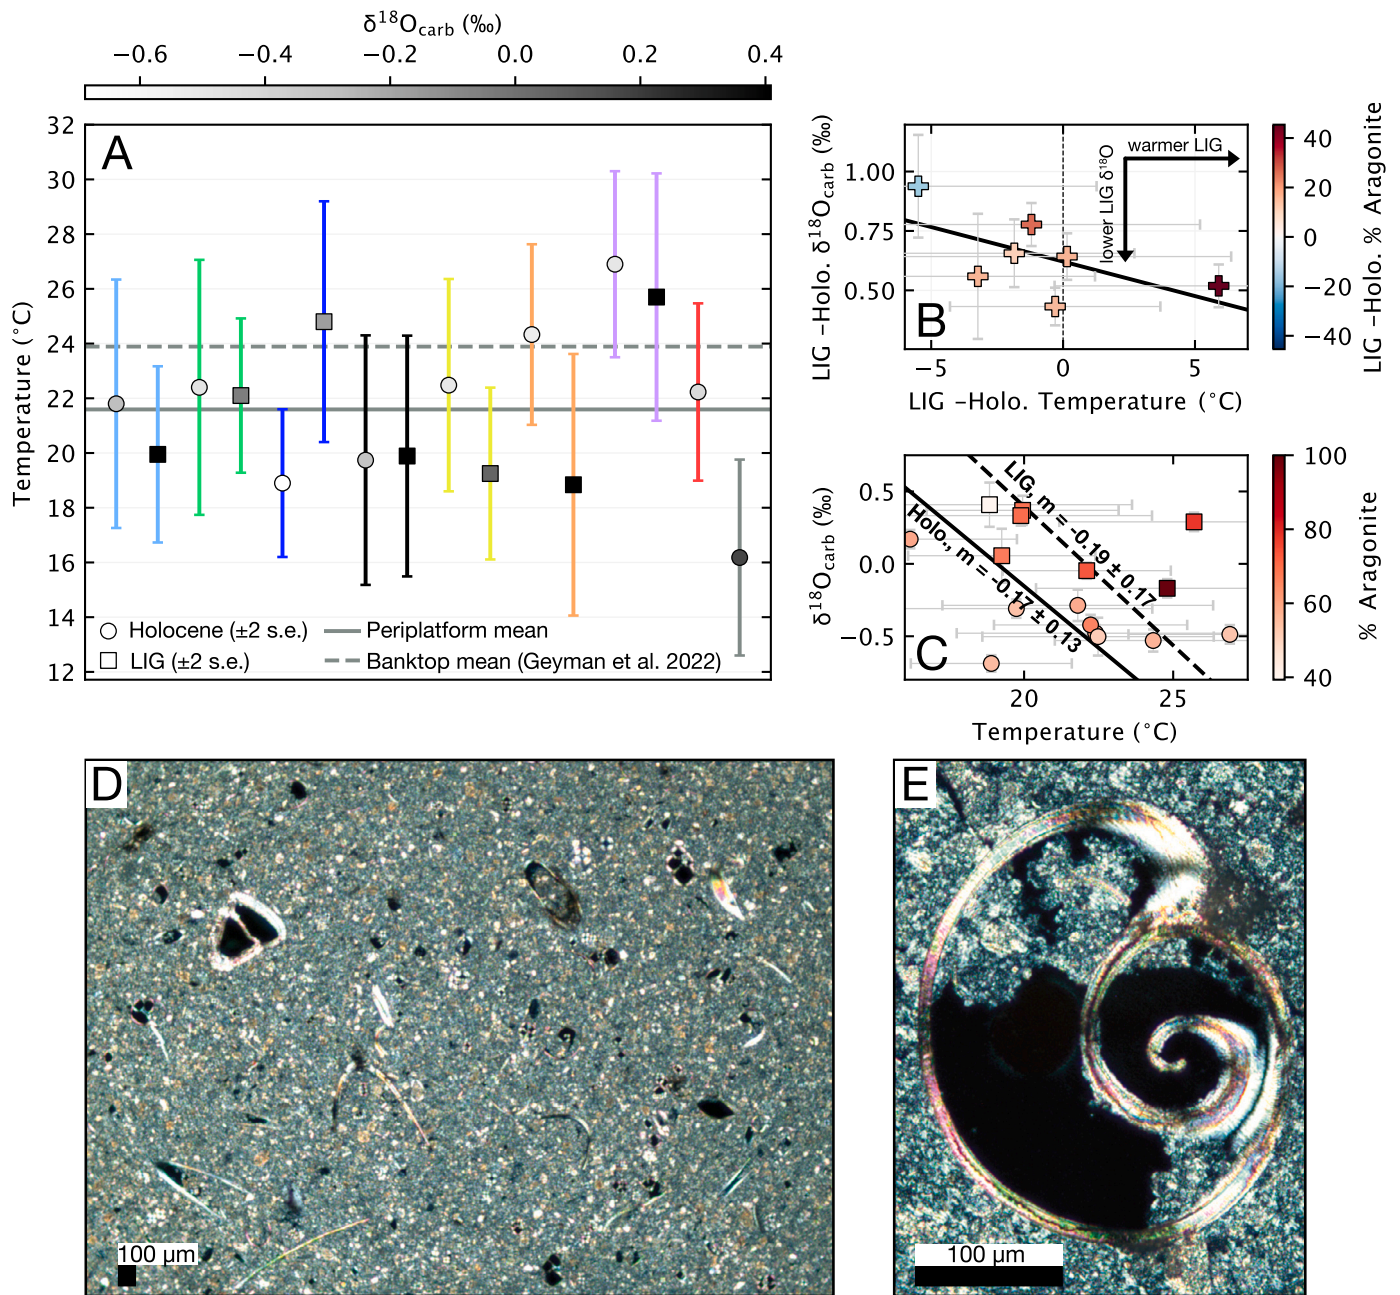 δ¹⁸Ocarb (‰)
−0.6 −0.4 −0.2 0.0 0.2 0.4
A
32
30
28
26
24
22
20
18
16
14
12
Temperature (°C)
Holocene (±2 s.e.)
LIG (±2 s.e.)
Periplatform mean
Banktop mean (Geyman et al. 2022)
LIG –Holo. δ¹⁸Ocarb (‰)
1.00
0.75
0.50
B
warmer LIG
lower LIG δ¹⁸O
−5 0 5
LIG –Holo. Temperature (°C)
40
20
0
−20
−40
LIG –Holo. % Aragonite
δ¹⁸Ocarb (‰)
0.5
0.0
−0.5
C
LIG, m = -0.19 ± 0.17
Holo., m = -0.17 ± 0.13
20 25
Temperature (°C)
100
80
60
40
% Aragonite
D
100 µm
E
100 µm